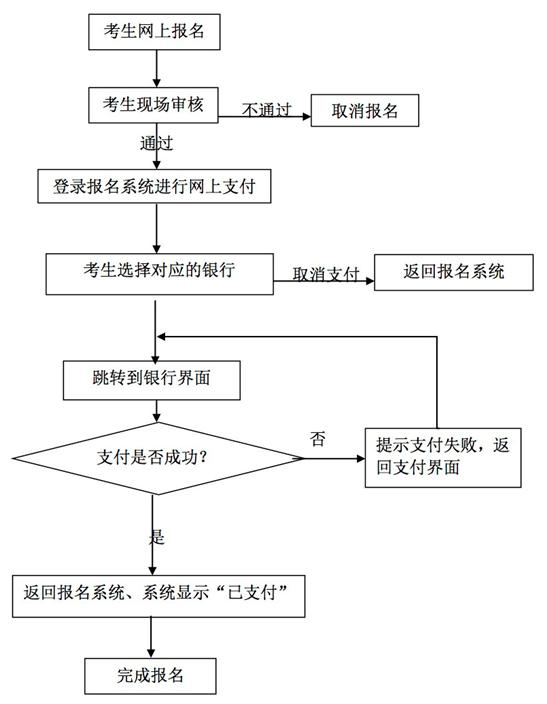 考生网上报名
考生现场审核
不通过
取消报名
通过
登录报名系统进行网上支付
考生选择对应的银行
取消支付
返回报名系统
跳转到银行界面
支付是否成功？
否
提示支付失败，返
回支付界面
是
返回报名系统、系统显示“已支付”
完成报名